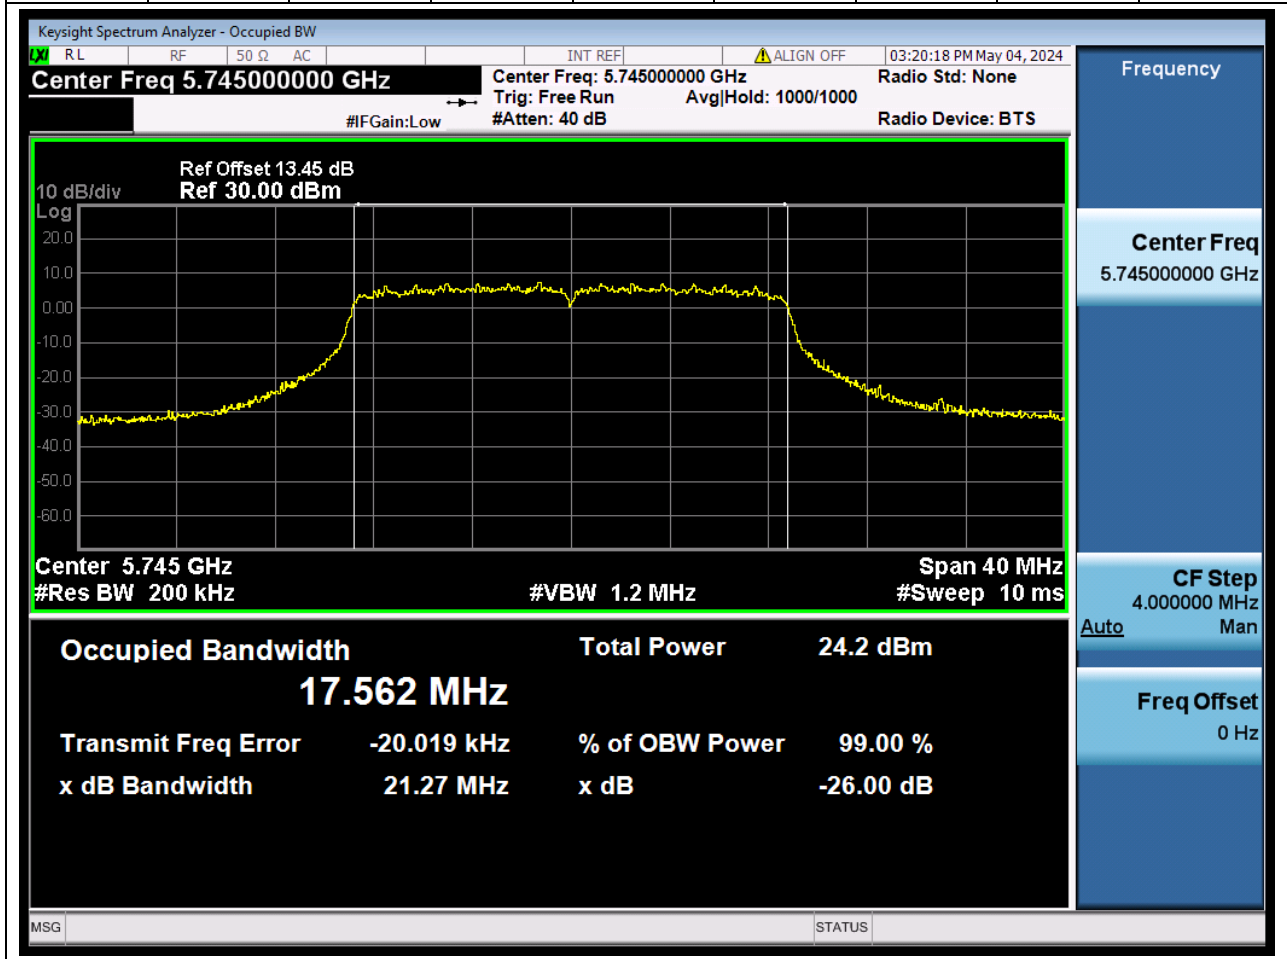 Keysight Spectrum Analyzer - Occupied BW
LXI RL RF 50 Ω AC INT REF ALIGN OFF 03:20:18 PM May 04, 2024
Center Freq 5.745000000 GHz
Center Freq: 5.745000000 GHz
Radio Std: None
Trig: Free Run Avg|Hold: 1000/1000
#IFGain:Low
#Atten: 40 dB
Radio Device: BTS
Ref Offset 13.45 dB
10 dB/div Ref 30.00 dBm
Log
20.0
10.0
0.00
-10.0
-20.0
-30.0
-40.0
-50.0
-60.0
Center 5.745 GHz Span 40 MHz
#Res BW 200 kHz #VBW 1.2 MHz #Sweep 10 ms
Occupied Bandwidth Total Power 24.2 dBm
17.562 MHz
Transmit Freq Error -20.019 kHz % of OBW Power 99.00 %
x dB Bandwidth 21.27 MHz x dB -26.00 dB
MSG STATUS
Frequency
Center Freq
5.745000000 GHz
CF Step
4.000000 MHz
Auto Man
Freq Offset
0 Hz